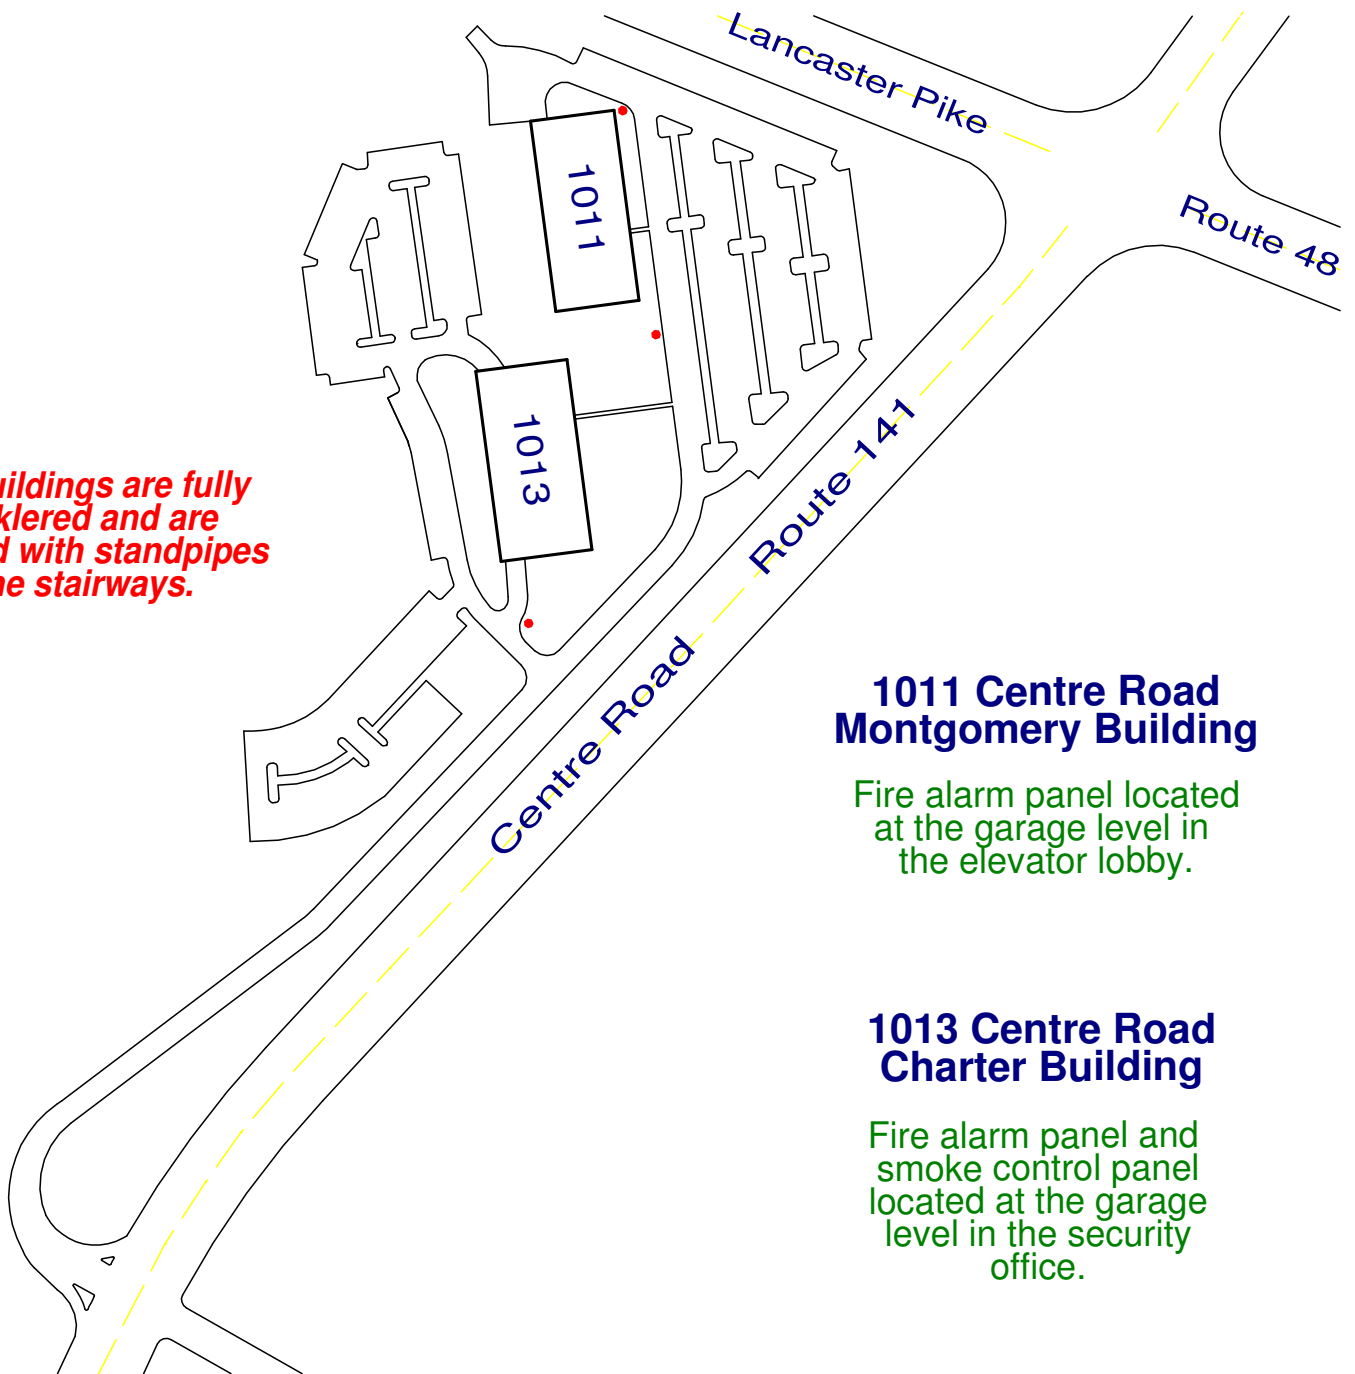 Lancaster Pike
Route 48
1011
1013
Route 141
Centre Road
uildings are fully
klered and are
d with standpipes
he stairways.
1011 Centre Road
Montgomery Building
Fire alarm panel located
at the garage level in
the elevator lobby.
1013 Centre Road
Charter Building
Fire alarm panel and
smoke control panel
located at the garage
level in the security
office.